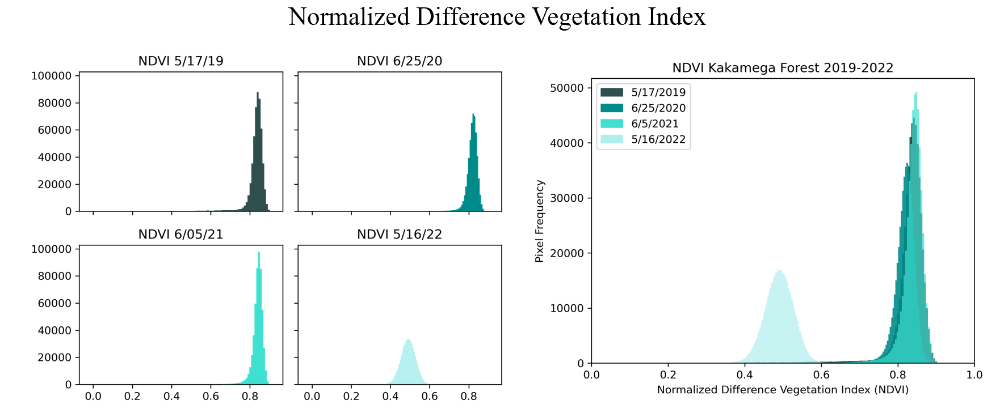 Normalized Difference Vegetation Index
NDVI 5/17/19
100000
80000
60000
40000
20000
0
NDVI 6/25/20
NDVI 6/05/21
100000
80000
60000
40000
20000
0
0.0 0.2 0.4 0.6 0.8
NDVI 5/16/22
0.0 0.2 0.4 0.6 0.8
NDVI Kakamega Forest 2019-2022
5/17/2019
6/25/2020
6/5/2021
5/16/2022
Pixel Frequency
50000
40000
30000
20000
10000
0
0.0 0.2 0.4 0.6 0.8 1.0
Normalized Difference Vegetation Index (NDVI)